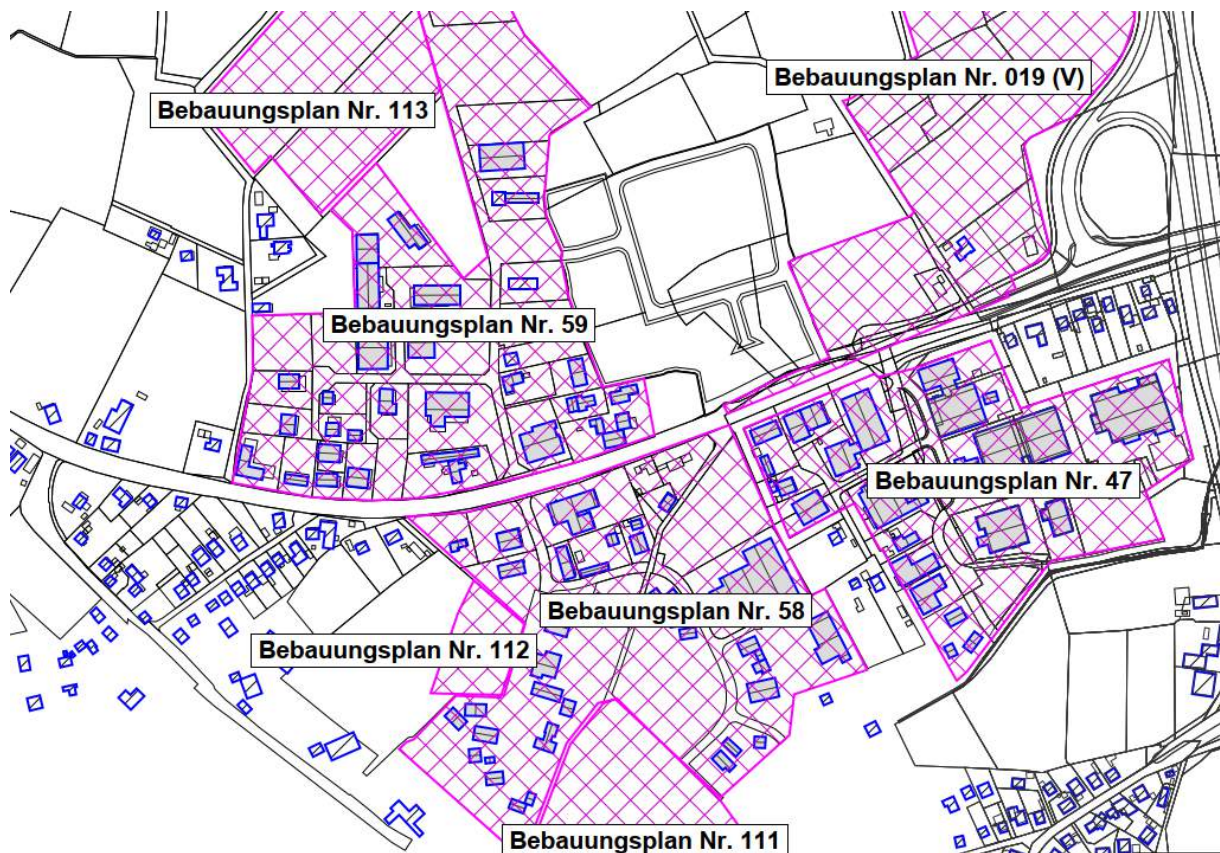 Bebauungsplan Nr. 019 (V)
Bebauungsplan Nr. 113
Bebauungsplan Nr. 59
Bebauungsplan Nr. 47
Bebauungsplan Nr. 58
Bebauungsplan Nr. 112
Bebauungsplan Nr. 111